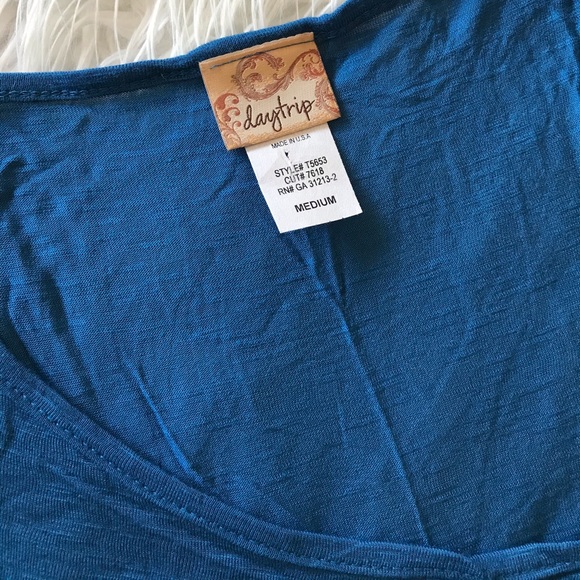 daytrip
MADE IN U.S.A
STYLE# T5653
CUT# 7618
RN# GA 31213-2
MEDIUM